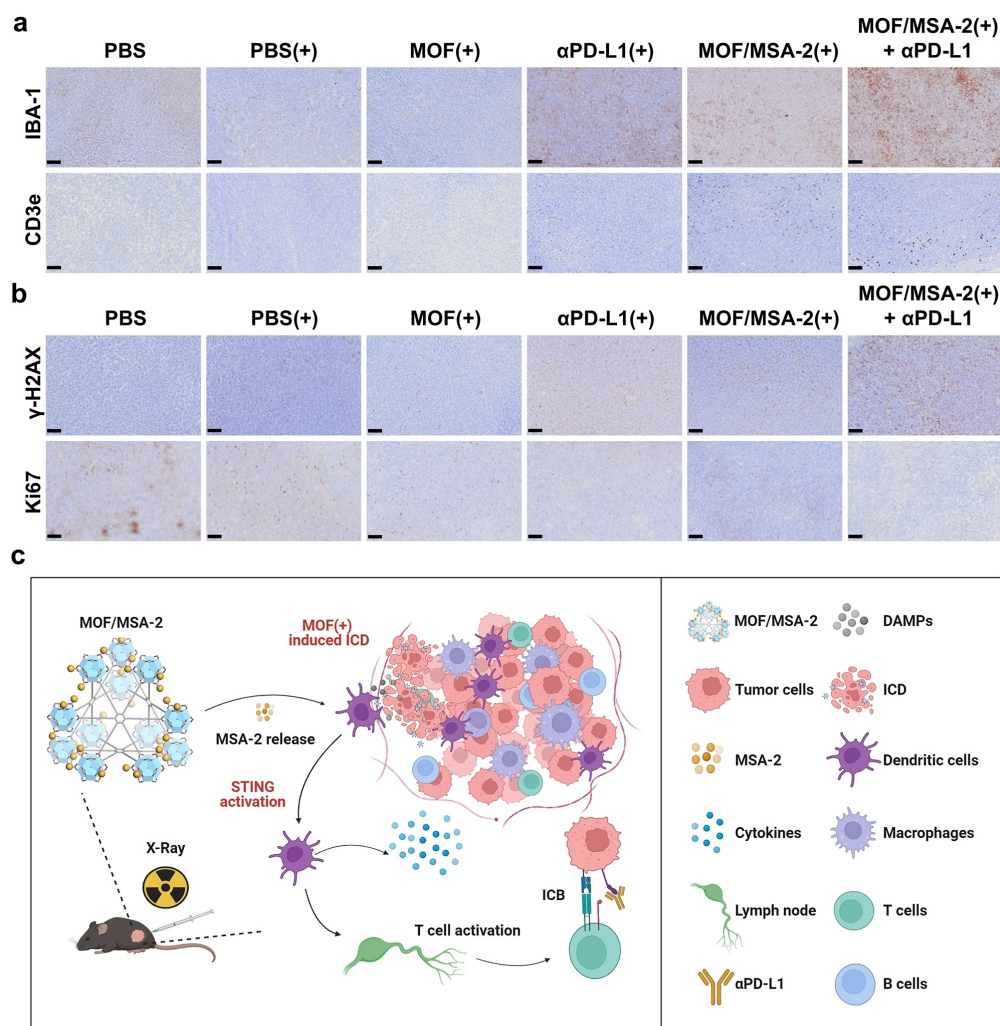 a
PBS
PBS(+)
MOF(+)
αPD-L1(+)
MOF/MSA-2(+)
MOF/MSA-2(+)
+ αPD-L1
IBA-1
CD3e
b
PBS
PBS(+)
MOF(+)
αPD-L1(+)
MOF/MSA-2(+)
MOF/MSA-2(+)
+ αPD-L1
γ-H2AX
Ki67
c
MOF/MSA-2
MOF(+)
induced ICD
MSA-2 release
STING
activation
X-Ray
ICB
T cell activation
MOF/MSA-2
DAMPs
Tumor cells
ICD
MSA-2
Dendritic cells
Cytokines
Macrophages
Lymph node
T cells
αPD-L1
B cells